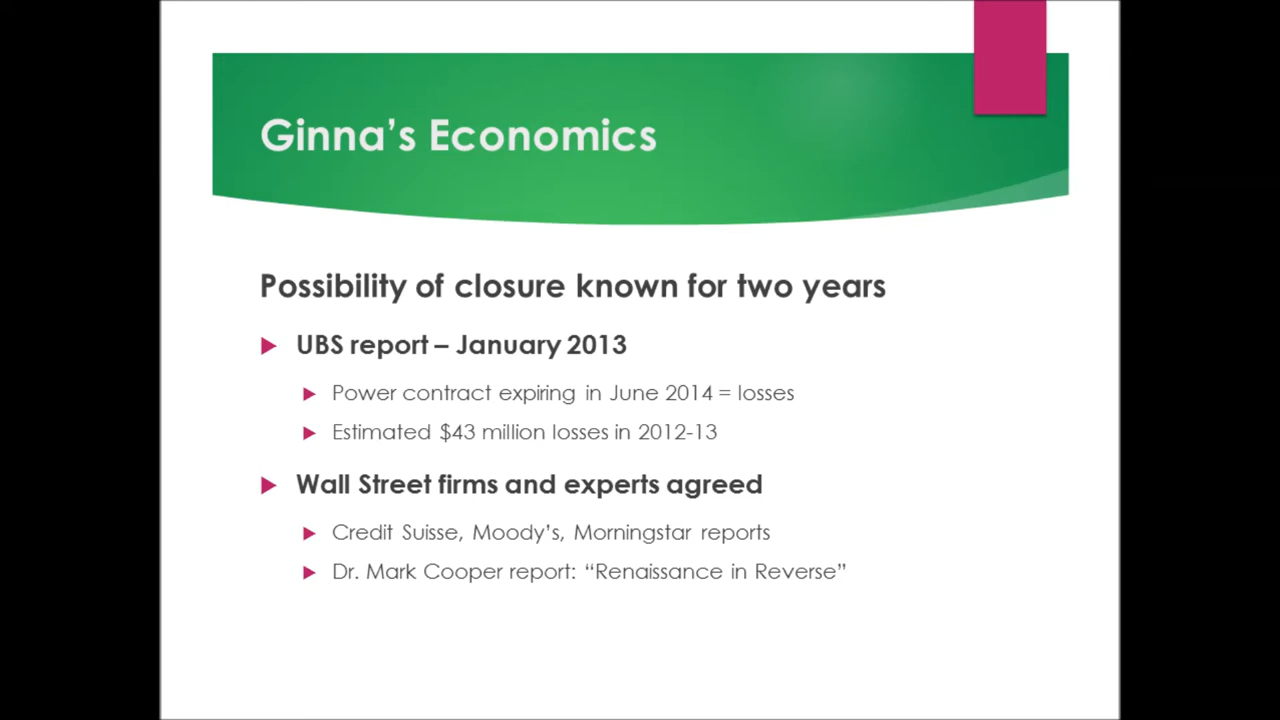 Ginna’s Economics
Possibility of closure known for two years
UBS report – January 2013
Power contract expiring in June 2014 = losses
Estimated $43 million losses in 2012-13
Wall Street firms and experts agreed
Credit Suisse, Moody’s, Morningstar reports
Dr. Mark Cooper report: “Renaissance in Reverse”